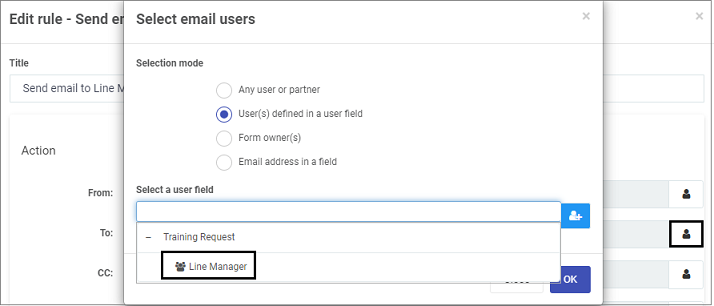 Edit rule - Send en
Select email users
×
×
Selection mode
Title
Send email to Line M
Any user or partner
User(s) defined in a user field
Form owner(s)
Email address in a field
Action
Select a user field
From:
To:
– Training Request
Line Manager
CC:
OK